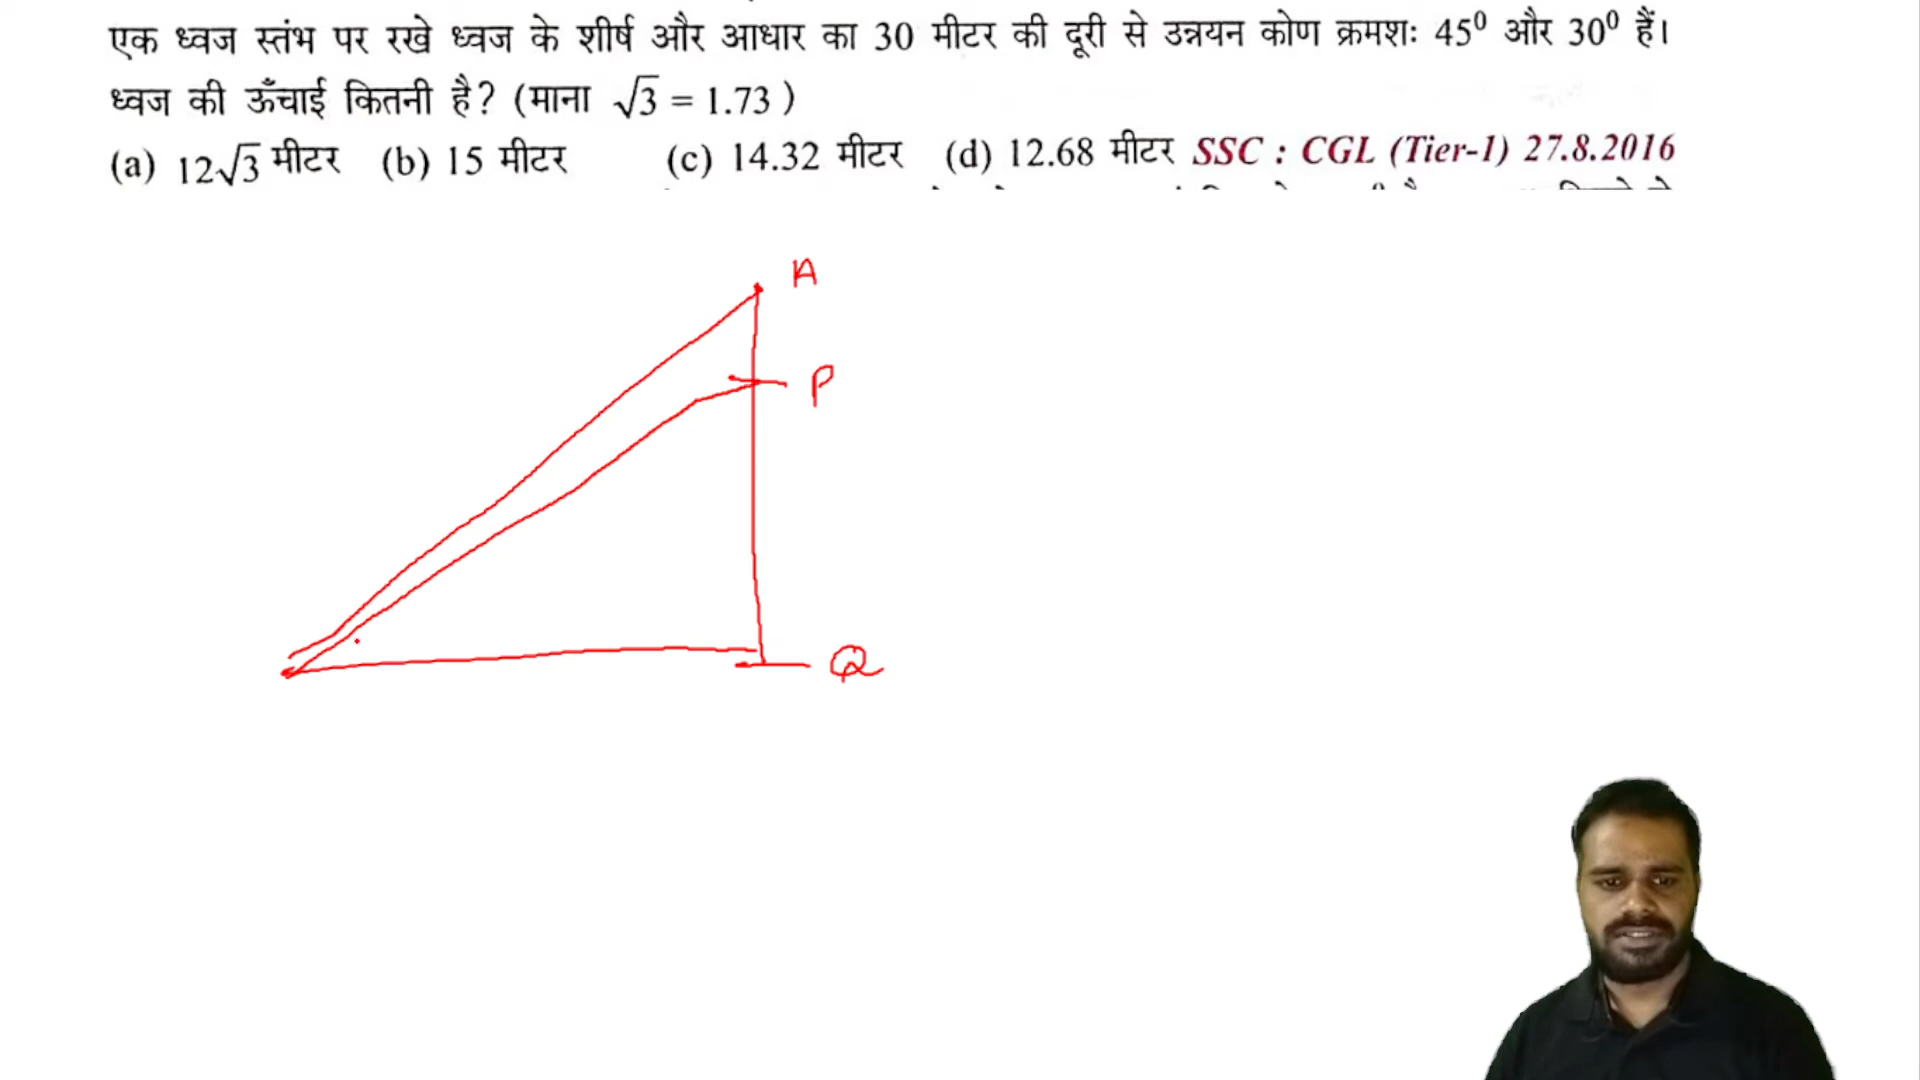 एक ध्वज स्तंभ पर रखे ध्वज के शीर्ष और आधार का 30 मीटर की दूरी से उन्नयन कोण क्रमशः 45⁰ और 30⁰ हैं।
ध्वज की ऊँचाई कितनी है? (माना √3 = 1.73 )
(a) 12√3 मीटर (b) 15 मीटर (c) 14.32 मीटर (d) 12.68 मीटर SSC : CGL (Tier-1) 27.8.2016
A
P
Q